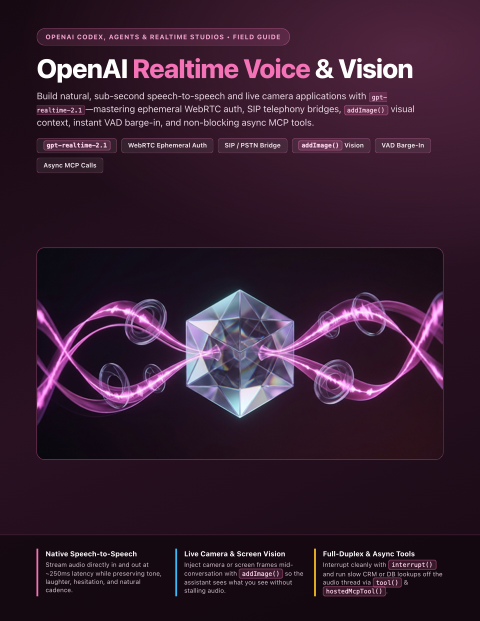 OPENAI CODEX, AGENTS & REALTIME STUDIOS • FIELD GUIDE
OpenAI Realtime Voice & Vision
Build natural, sub-second speech-to-speech and live camera applications with gpt-
realtime-2.1—mastering ephemeral WebRTC auth, SIP telephony bridges, addImage() visual
context, instant VAD barge-in, and non-blocking async MCP tools.
gpt-realtime-2.1 WebRTC Ephemeral Auth SIP / PSTN Bridge addImage() Vision VAD Barge-In
Async MCP Calls
Native Speech-to-Speech
Stream audio directly in and out at
~250ms latency while preserving tone,
laughter, hesitation, and natural
cadence.
Live Camera & Screen Vision
Inject camera or screen frames mid-
conversation with addImage() so the
assistant sees what you see without
stalling audio.
Full-Duplex & Async Tools
Interrupt cleanly with interrupt()
and run slow CRM or DB lookups off the
audio thread via tool() &
hostedMcpTool().